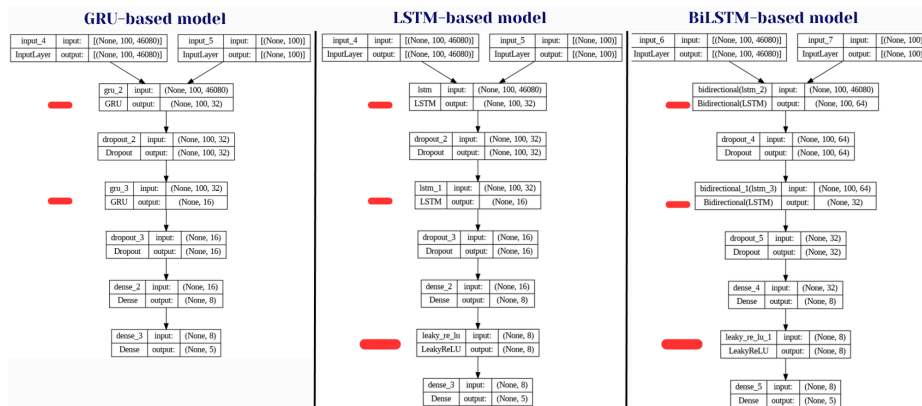 GRU-based model
input_4 input: [(None, 100, 46080)]
InputLayer output: [(None, 100, 46080)]
input_5 input: [(None, 100)]
InputLayer output: [(None, 100)]
gru_2 input: (None, 100, 46080)
GRU output: (None, 100, 32)
dropout_2 input: (None, 100, 32)
Dropout output: (None, 100, 32)
gru_3 input: (None, 100, 32)
GRU output: (None, 16)
dropout_3 input: (None, 16)
Dropout output: (None, 16)
dense_2 input: (None, 16)
Dense output: (None, 8)
dense_3 input: (None, 8)
Dense output: (None, 5)
LSTM-based model
input_4 input: [(None, 100, 46080)]
InputLayer output: [(None, 100, 46080)]
input_5 input: [(None, 100)]
InputLayer output: [(None, 100)]
lstm input: (None, 100, 46080)
LSTM output: (None, 100, 32)
dropout_2 input: (None, 100, 32)
Dropout output: (None, 100, 32)
lstm_1 input: (None, 100, 32)
LSTM output: (None, 16)
dropout_3 input: (None, 16)
Dropout output: (None, 16)
dense_2 input: (None, 16)
Dense output: (None, 8)
leaky_re_lu input: (None, 8)
LeakyReLU output: (None, 8)
dense_3 input: (None, 8)
Dense output: (None, 5)
BiLSTM-based model
input_6 input: [(None, 100, 46080)]
InputLayer output: [(None, 100, 46080)]
input_7 input: [(None, 100)]
InputLayer output: [(None, 100)]
bidirectional(lstm_2) input: (None, 100, 46080)
Bidirectional(LSTM) output: (None, 100, 64)
dropout_4 input: (None, 100, 64)
Dropout output: (None, 100, 64)
bidirectional_1(lstm_3) input: (None, 100, 64)
Bidirectional(LSTM) output: (None, 32)
dropout_5 input: (None, 32)
Dropout output: (None, 32)
dense_4 input: (None, 32)
Dense output: (None, 8)
leaky_re_lu_1 input: (None, 8)
LeakyReLU output: (None, 8)
dense_5 input: (None, 8)
Dense output: (None, 5)